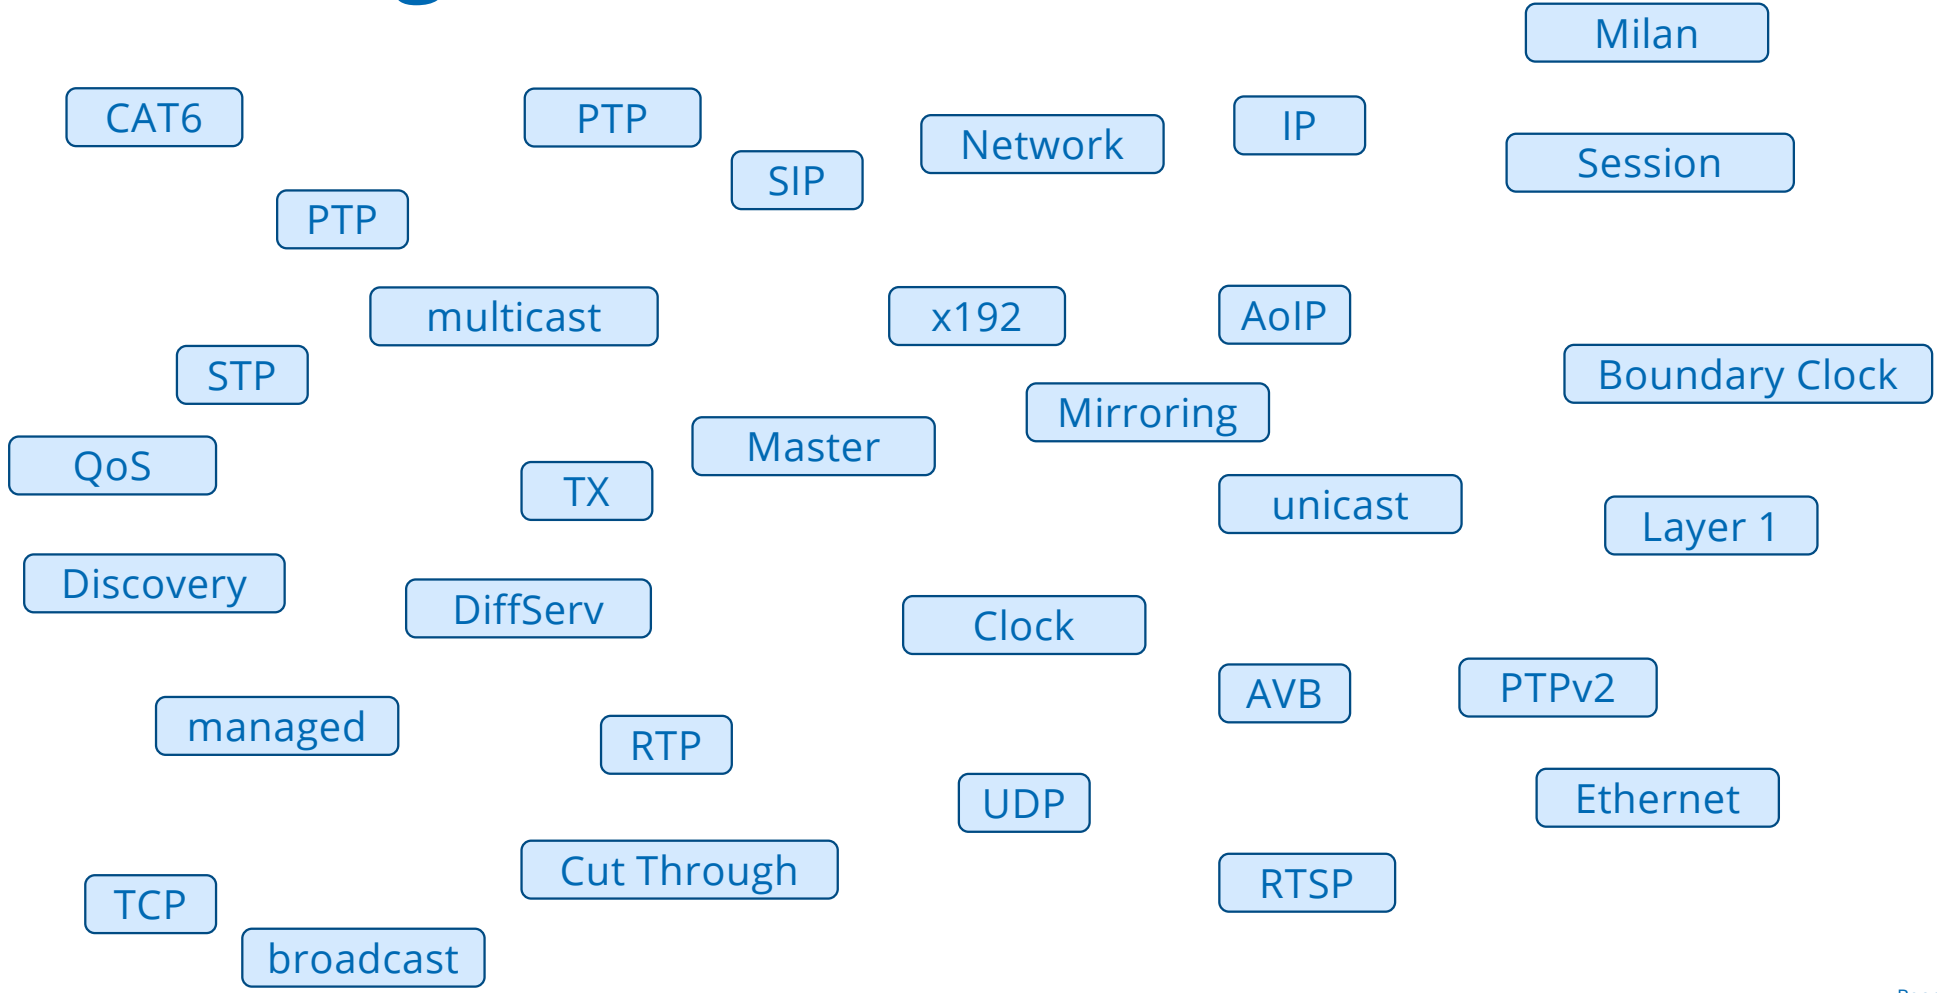 Milan
CAT6
PTP
Network
IP
Session
SIP
PTP
multicast
x192
AoIP
STP
Boundary Clock
Mirroring
Master
QoS
TX
unicast
Layer 1
Discovery
DiffServ
Clock
AVB
PTPv2
managed
RTP
UDP
Ethernet
Cut Through
RTSP
TCP
broadcast